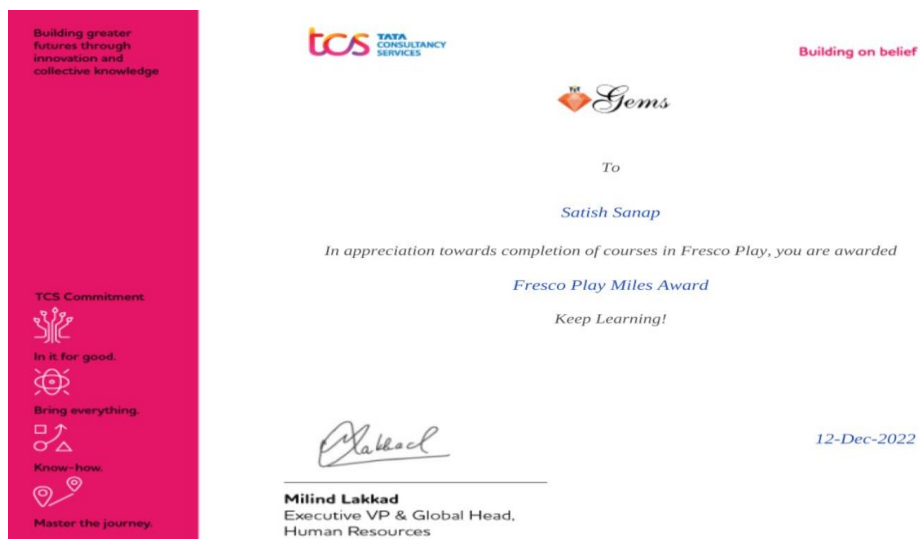 Building greater
futures through
innovation and
collective knowledge
tcs TATA
CONSULTANCY
SERVICES
Building on belief
Gems
To
Satish Sanap
In appreciation towards completion of courses in Fresco Play, you are awarded
Fresco Play Miles Award
Keep Learning!
TCS Commitment
In it for good.
Bring everything.
Know-how.
Master the journey.
12-Dec-2022
Milind Lakkad
Executive VP & Global Head,
Human Resources